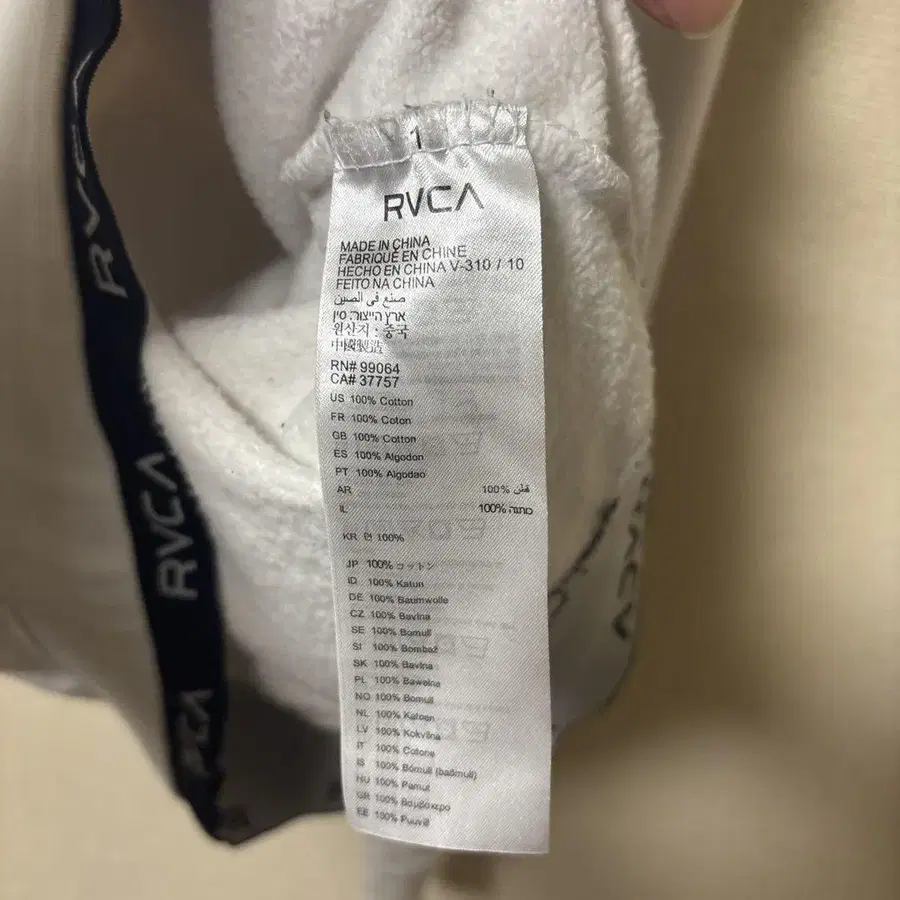 1
RVCA
MADE IN CHINA
FABRIQUÉ EN CHINE
HECHO EN CHINA V-310 / 10
FEITO NA CHINA
صنع في الصين
ארץ הייצור: סין
원산지 : 중국
中國製造
RN# 99064
CA# 37757
US 100% Cotton
FR 100% Coton
GB 100% Cotton
ES 100% Algodon
PT 100% Algodao
AR 100% قطن
IL 100% כותנה
KR 면 100%
JP 100% コットン
ID 100% Katun
DE 100% Baumwolle
CZ 100% Bavlna
SE 100% Bomull
SI 100% Bombaž
SK 100% Bavlna
PL 100% Bawelna
NO 100% Bomull
NL 100% Katoen
LV 100% Kokvilna
IT 100% Cotone
IS 100% Bómull (baðmull)
HU 100% Pamut
GR 100% Βαμβακερο
EE 100% Puuvill
RVCA
RVCA
RVCA